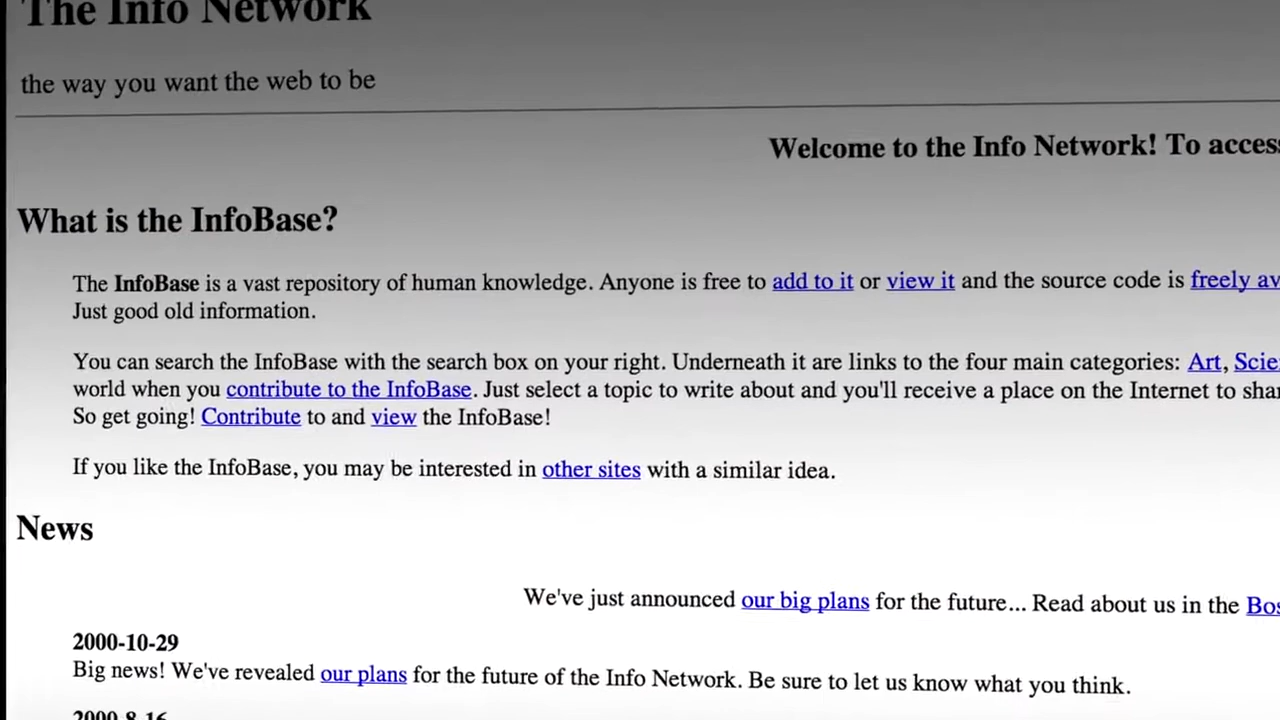 The Info Network
the way you want the web to be
Welcome to the Info Network! To access
What is the InfoBase?
The InfoBase is a vast repository of human knowledge. Anyone is free to add to it or view it and the source code is freely av
Just good old information.
You can search the InfoBase with the search box on your right. Underneath it are links to the four main categories: Art, Scie
world when you contribute to the InfoBase. Just select a topic to write about and you'll receive a place on the Internet to shar
So get going! Contribute to and view the InfoBase!
If you like the InfoBase, you may be interested in other sites with a similar idea.
News
We've just announced our big plans for the future... Read about us in the Bos
2000-10-29
Big news! We've revealed our plans for the future of the Info Network. Be sure to let us know what you think.
2000-8-16